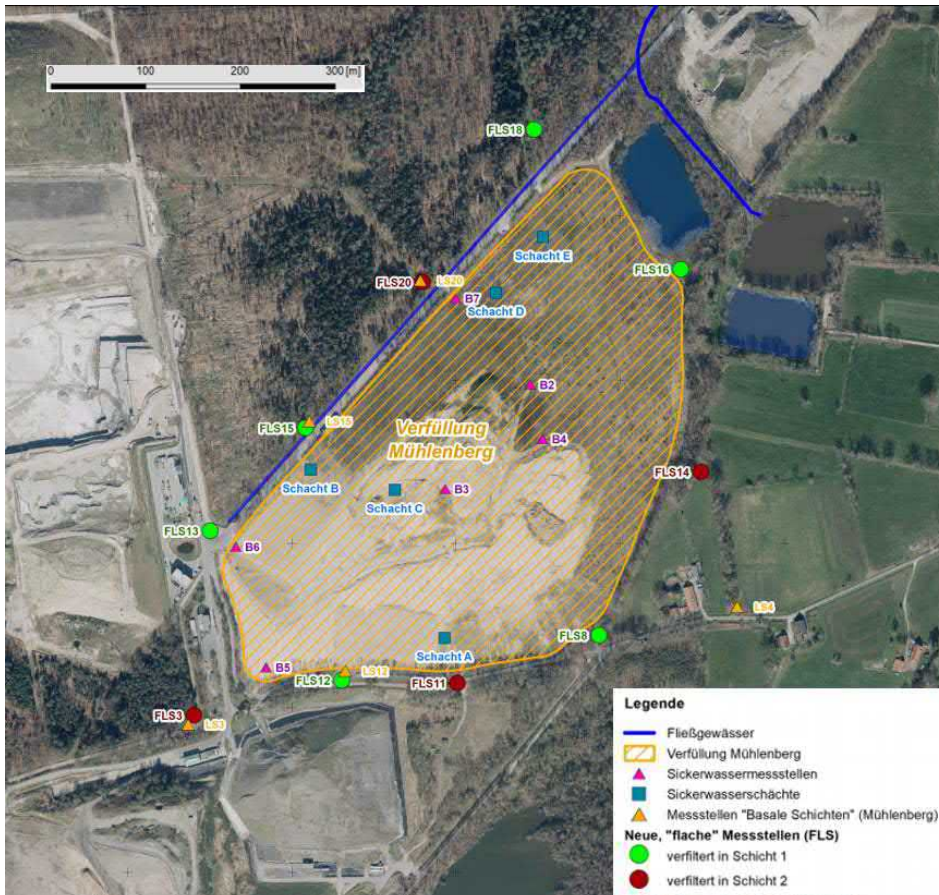 0 100 200 300 [m]
FLS18
Schacht E
FLS16
FLS20
LS20
B7
Schacht D
B2
FLS15
LS15
Verfüllung
Mühlenberg
B4
Schacht B
FLS14
Schacht C
B3
FLS13
B6
LS4
FLS8
Schacht A
B5
LS12
FLS12
FLS11
FLS3
LS3
Legende
Fließgewässer
Verfüllung Mühlenberg
Sickerwassermessstellen
Sickerwasserschächte
Messstellen "Basale Schichten" (Mühlenberg)
Neue, "flache" Messstellen (FLS)
verfiltert in Schicht 1
verfiltert in Schicht 2